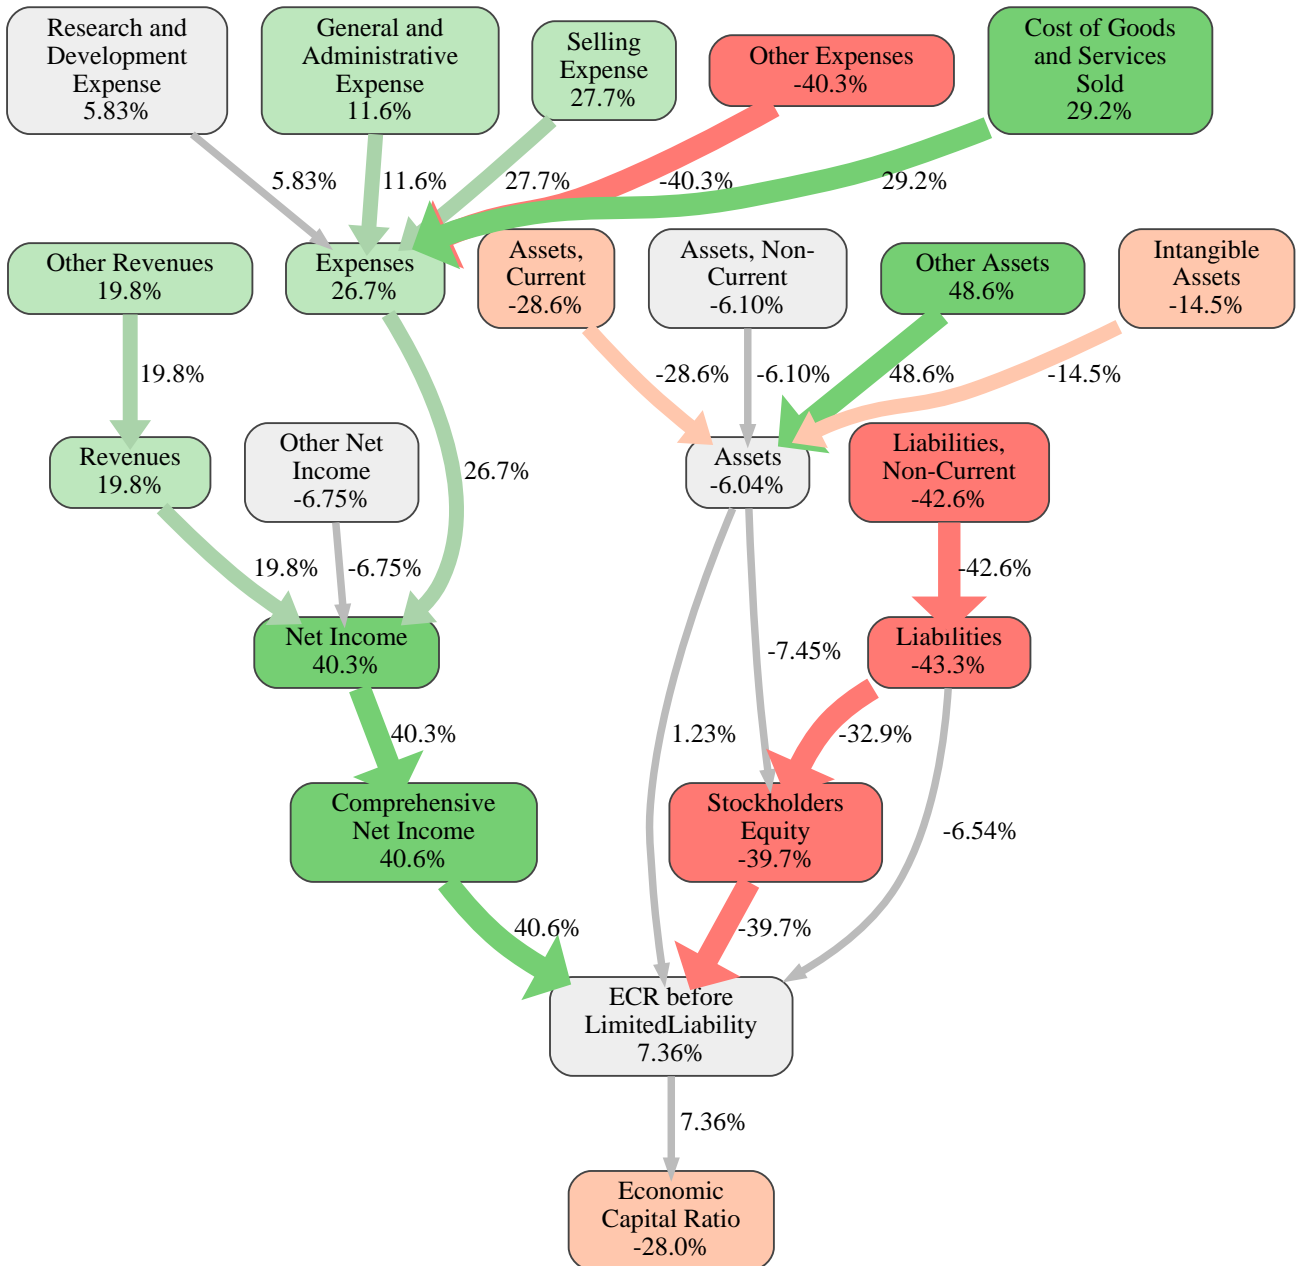 Research and
Development
Expense
5.83%
General and
Administrative
Expense
11.6%
Selling
Expense
27.7%
Other Expenses
-40.3%
Cost of Goods
and Services
Sold
29.2%
5.83%
11.6%
27.7%
-40.3%
29.2%
Other Revenues
19.8%
Expenses
26.7%
Assets,
Current
-28.6%
Assets, Non-
Current
-6.10%
Other Assets
48.6%
Intangible
Assets
-14.5%
19.8%
-28.6%
-6.10%
48.6%
-14.5%
Revenues
19.8%
Other Net
Income
-6.75%
26.7%
Assets
-6.04%
Liabilities,
Non-Current
-42.6%
19.8%
-6.75%
-42.6%
Net Income
40.3%
-7.45%
Liabilities
-43.3%
40.3%
1.23%
-32.9%
Comprehensive
Net Income
40.6%
Stockholders
Equity
-39.7%
-6.54%
40.6%
-39.7%
ECR before
LimitedLiability
7.36%
7.36%
Economic
Capital Ratio
-28.0%